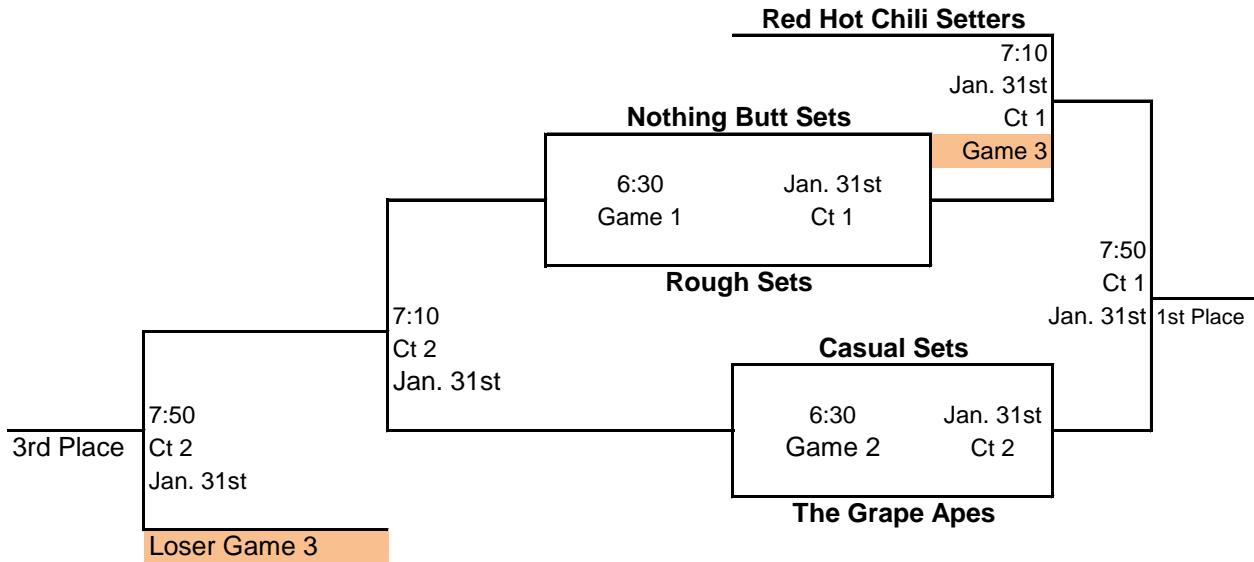 Red Hot Chili Setters
7:10
Jan. 31st
Ct 1
Game 3
Nothing Butt Sets
6:30 Jan. 31st
Game 1 Ct 1
Rough Sets
7:50
Ct 1
Jan. 31st 1st Place
7:10
Ct 2
Jan. 31st
Casual Sets
6:30 Jan. 31st
Game 2 Ct 2
The Grape Apes
7:50
3rd Place Ct 2
Jan. 31st
Loser Game 3